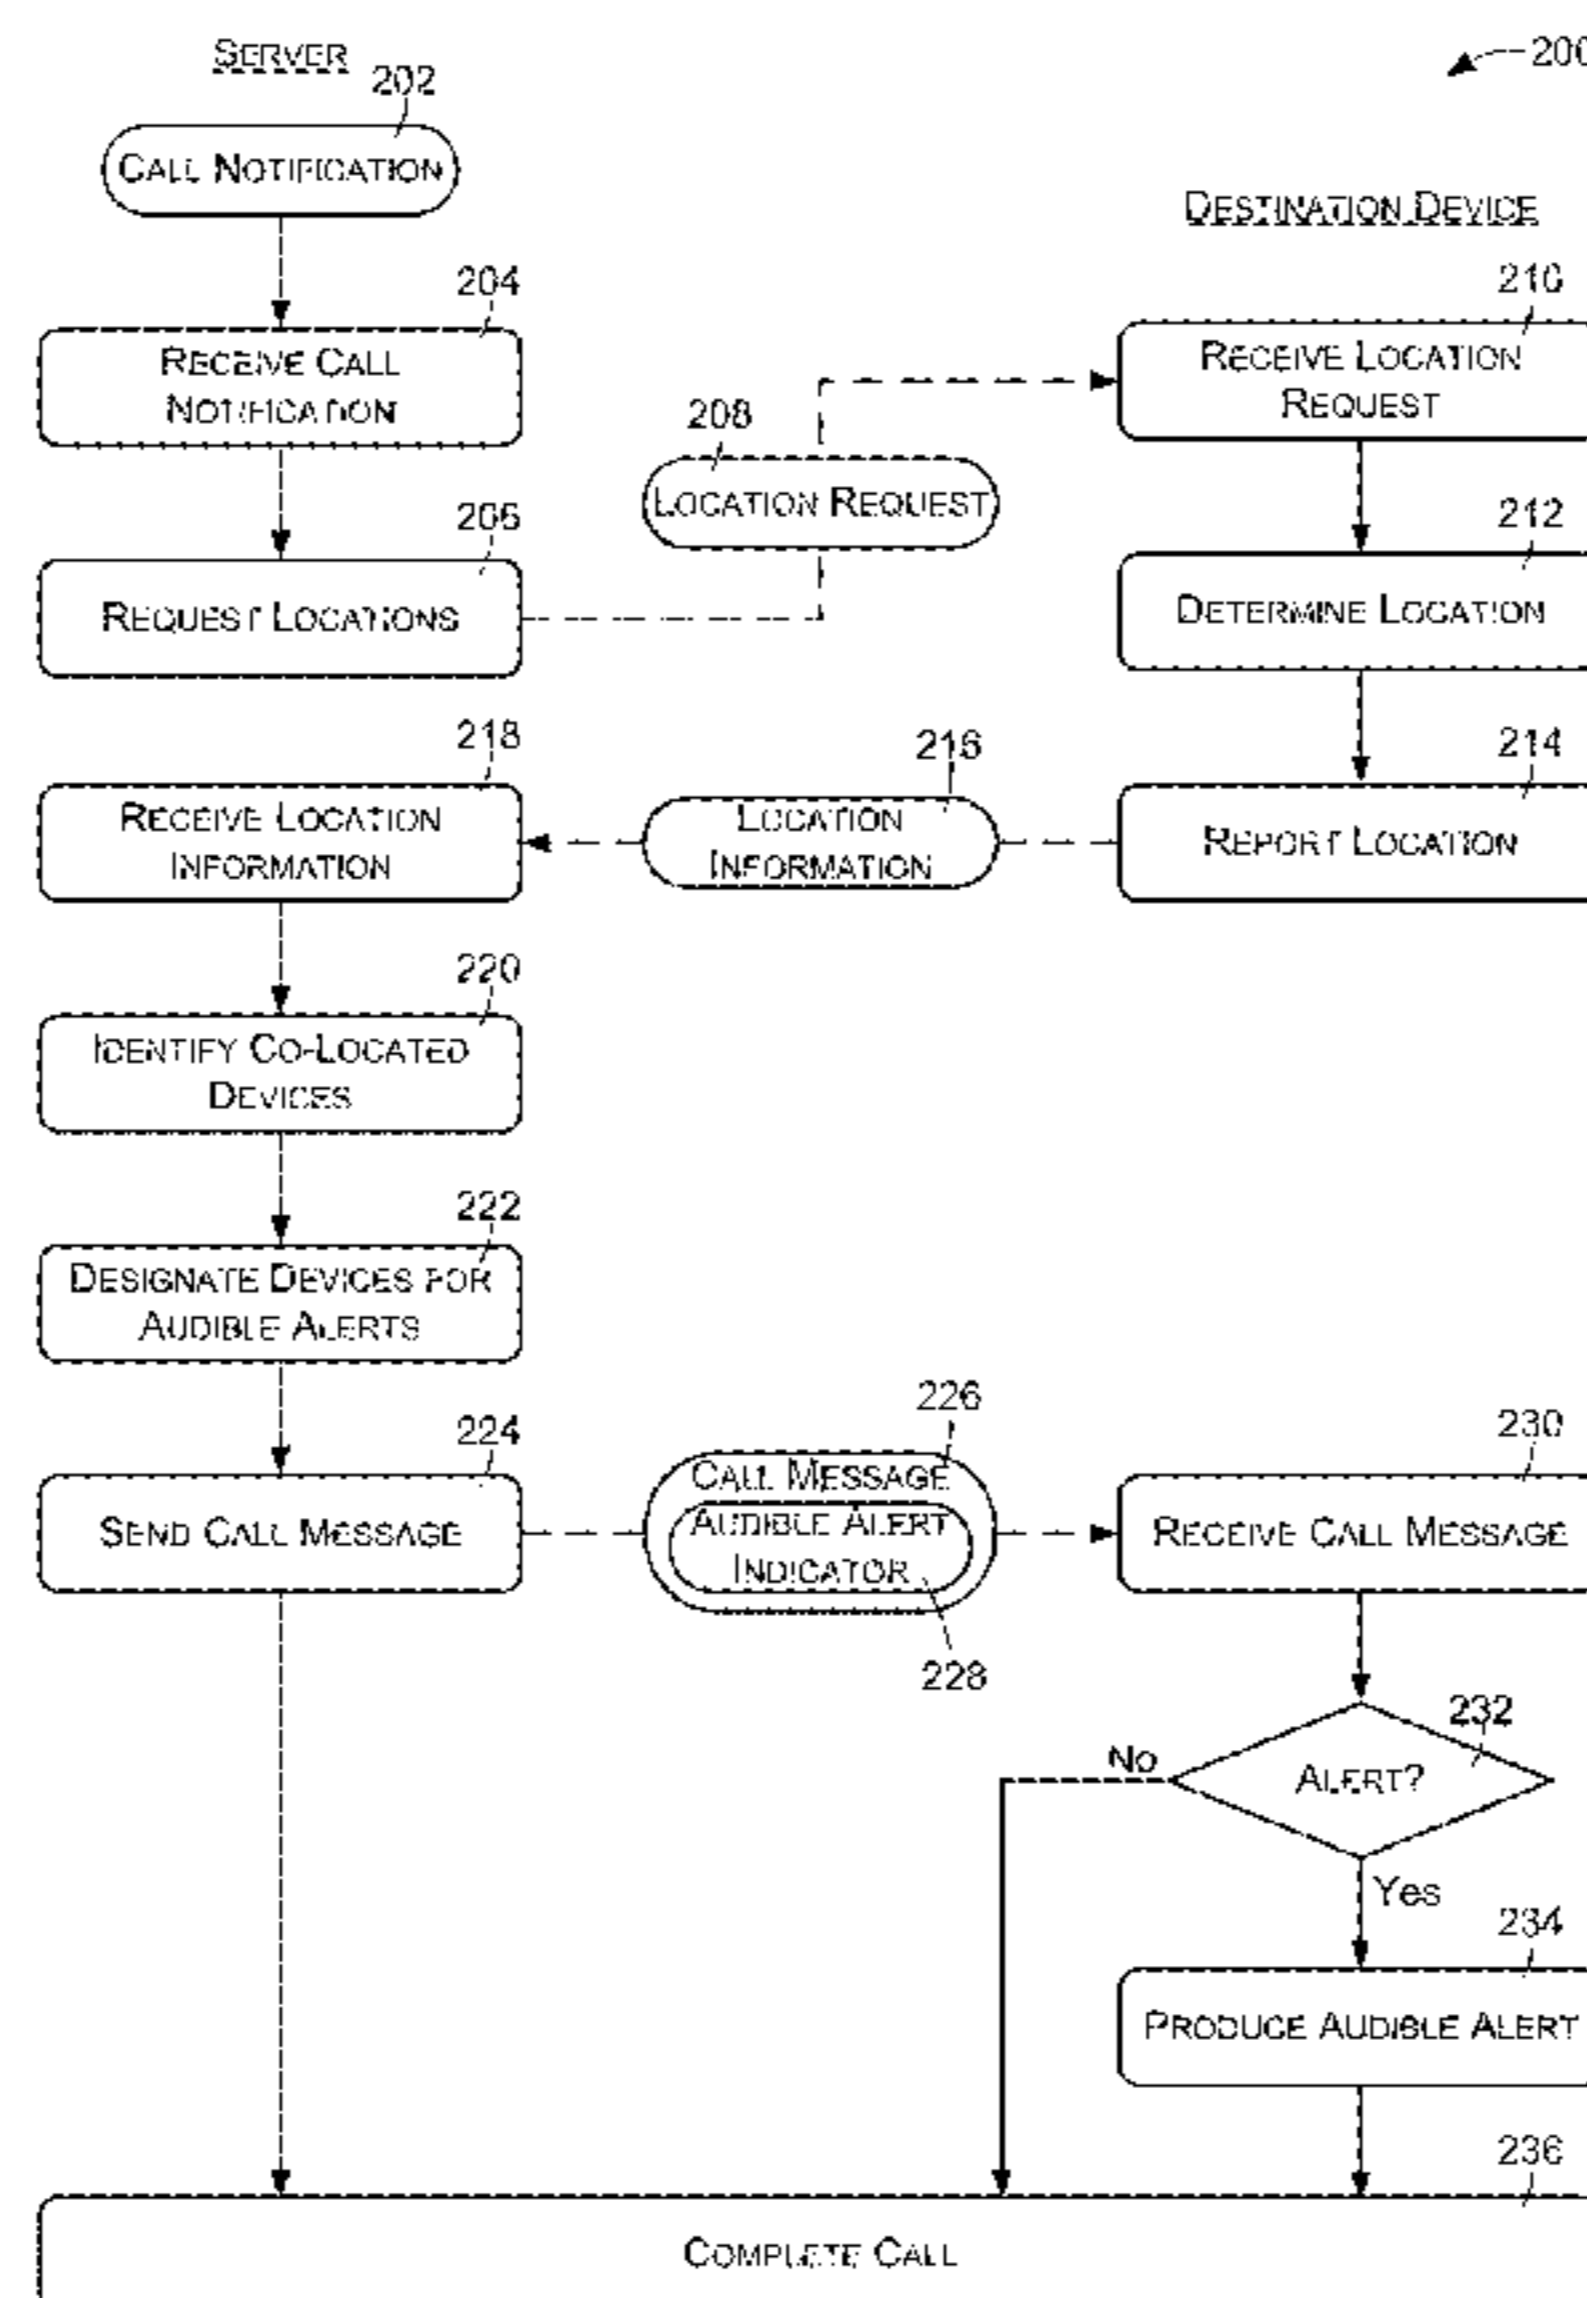 SERVER
200
202
CALL NOTIFICATION
DESTINATION DEVICE
204
RECEIVE CALL
NOTIFICATION
210
RECEIVE LOCATION
REQUEST
208
LOCATION REQUEST
206
REQUEST LOCATIONS
212
DETERMINE LOCATION
218
RECEIVE LOCATION
INFORMATION
216
LOCATION
INFORMATION
214
REPORT LOCATION
220
IDENTIFY CO-LOCATED
DEVICES
222
DESIGNATE DEVICES FOR
AUDIBLE ALERTS
224
SEND CALL MESSAGE
226
CALL MESSAGE
AUDIBLE ALERT
INDICATOR
228
230
RECEIVE CALL MESSAGE
232
ALERT?
No
Yes
234
PRODUCE AUDIBLE ALERT
236
COMPLETE CALL